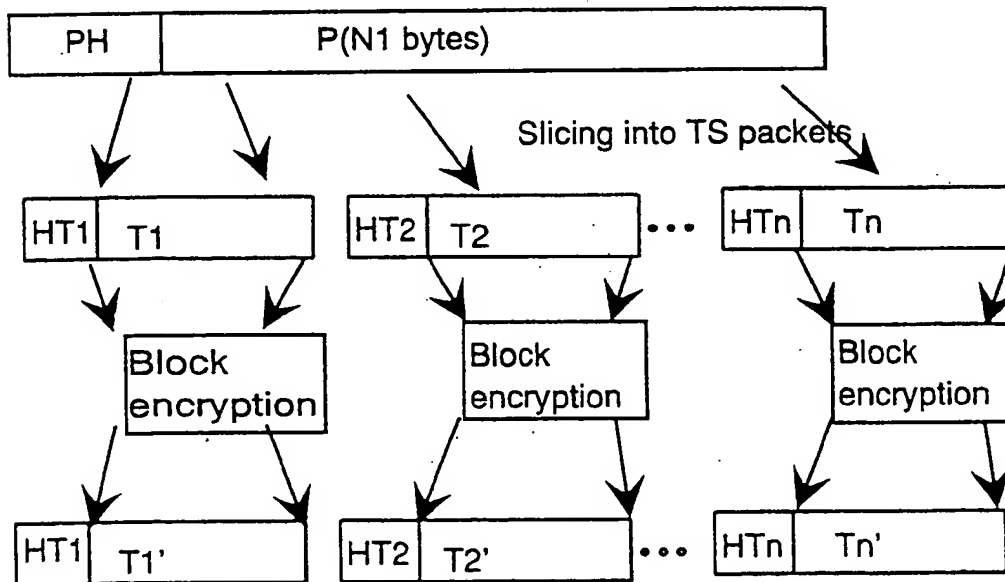 PH P(N1 bytes)
Slicing into TS packets
HT1 T1 HT2 T2 ••• HTn Tn
Block encryption
Block encryption
Block encryption
HT1 T1' HT2 T2' ••• HTn Tn'